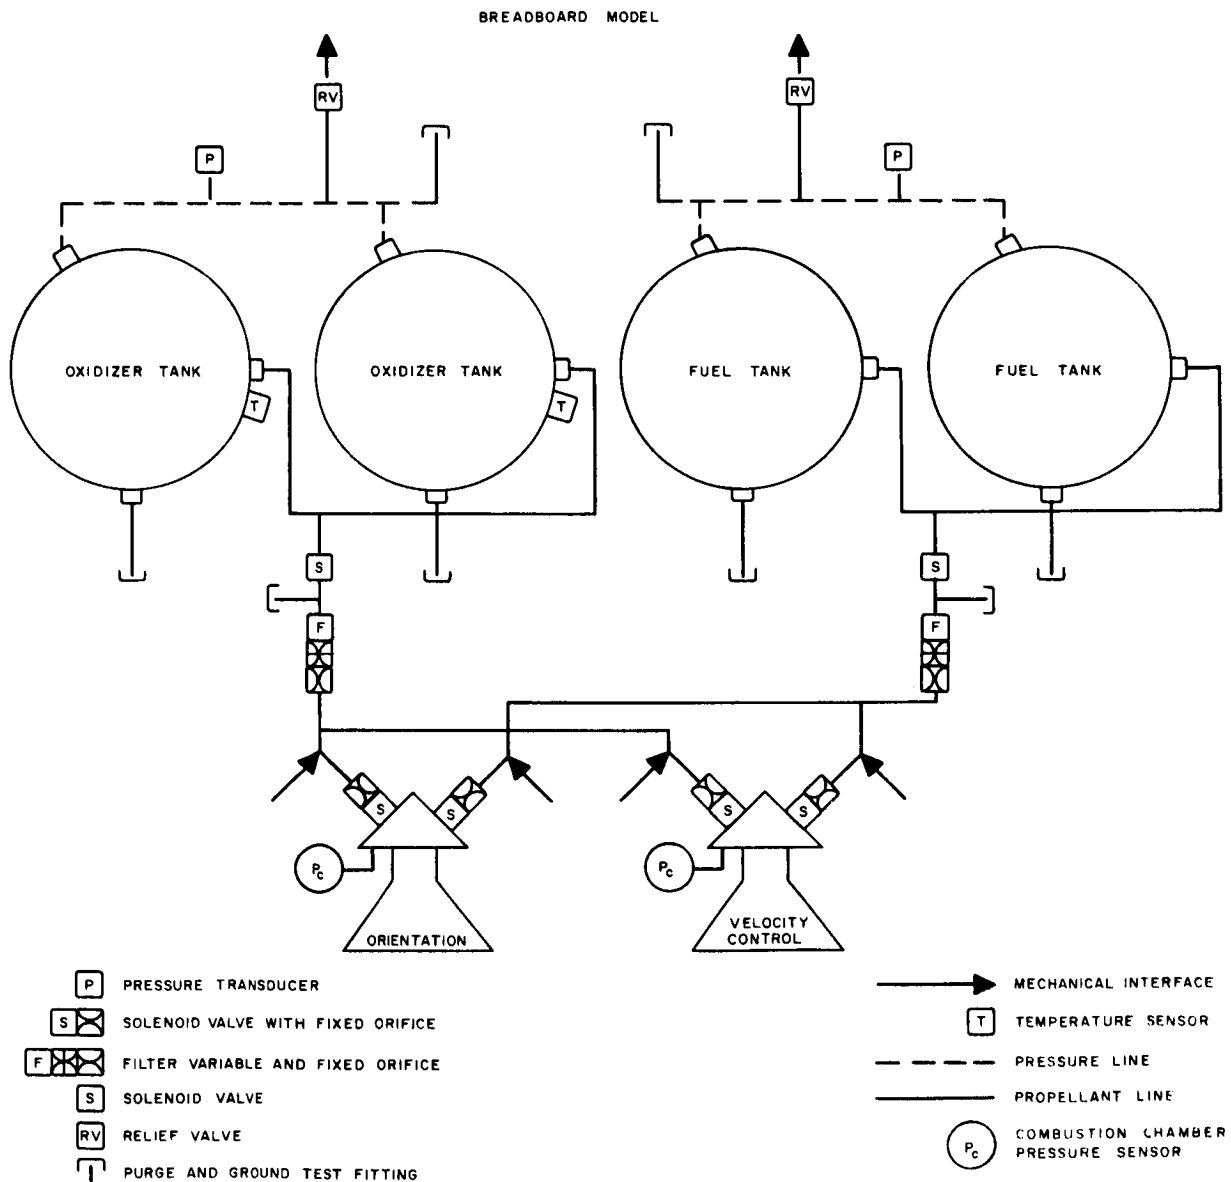 BREADBOARD MODEL
RV
RV
P
P
OXIDIZER TANK
OXIDIZER TANK
FUEL TANK
FUEL TANK
T
T
S
S
F
F
S
S
S
S
Pc
Pc
ORIENTATION
VELOCITY
CONTROL
P PRESSURE TRANSDUCER
S SOLENOID VALVE WITH FIXED ORIFICE
F FILTER VARIABLE AND FIXED ORIFICE
S SOLENOID VALVE
RV RELIEF VALVE
PURGE AND GROUND TEST FITTING
MECHANICAL INTERFACE
T TEMPERATURE SENSOR
PRESSURE LINE
PROPELLANT LINE
Pc COMBUSTION CHAMBER
PRESSURE SENSOR